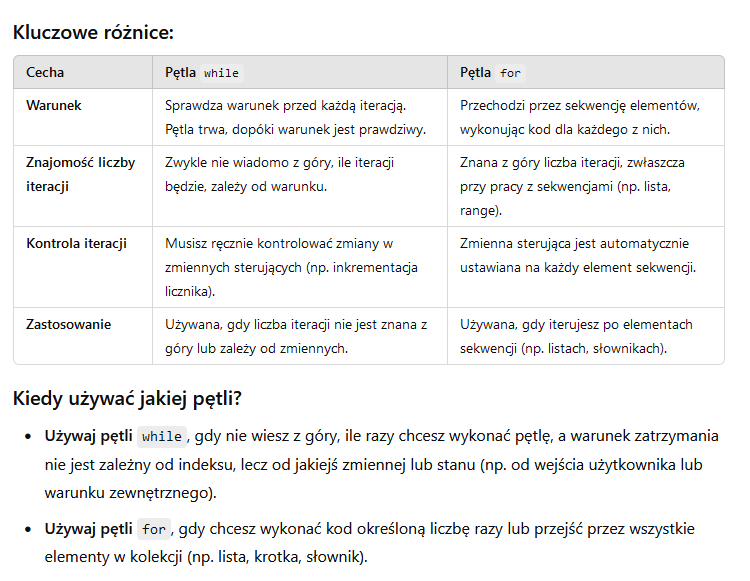 Kluczowe różnice:
Cecha Pętla while Pętla for
Warunek Sprawdza warunek przed każdą iteracją. Przechodzi przez sekwencję elementów,
Pętla trwa, dopóki warunek jest prawdziwy. wykonując kod dla każdego z nich.
Znajomość liczby Zwykle nie wiadomo z góry, ile iteracji Znana z góry liczba iteracji, zwłaszcza
iteracji będzie, zależy od warunku. przy pracy z sekwencjami (np. lista,
range).
Kontrola iteracji Musisz ręcznie kontrolować zmiany w Zmienna sterująca jest automatycznie
zmiennych sterujących (np. inkrementacja ustawiana na każdy element sekwencji.
licznika).
Zastosowanie Używana, gdy liczba iteracji nie jest znana z Używana, gdy iterujesz po elementach
góry lub zależy od zmiennych. sekwencji (np. listach, słownikach).
Kiedy używać jakiej pętli?
• Używaj pętli while, gdy nie wiesz z góry, ile razy chcesz wykonać pętlę, a warunek zatrzymania
nie jest zależny od indeksu, lecz od jakiejś zmiennej lub stanu (np. od wejścia użytkownika lub
warunku zewnętrznego).
• Używaj pętli for, gdy chcesz wykonać kod określoną liczbę razy lub przejść przez wszystkie
elementy w kolekcji (np. lista, krotka, słownik).